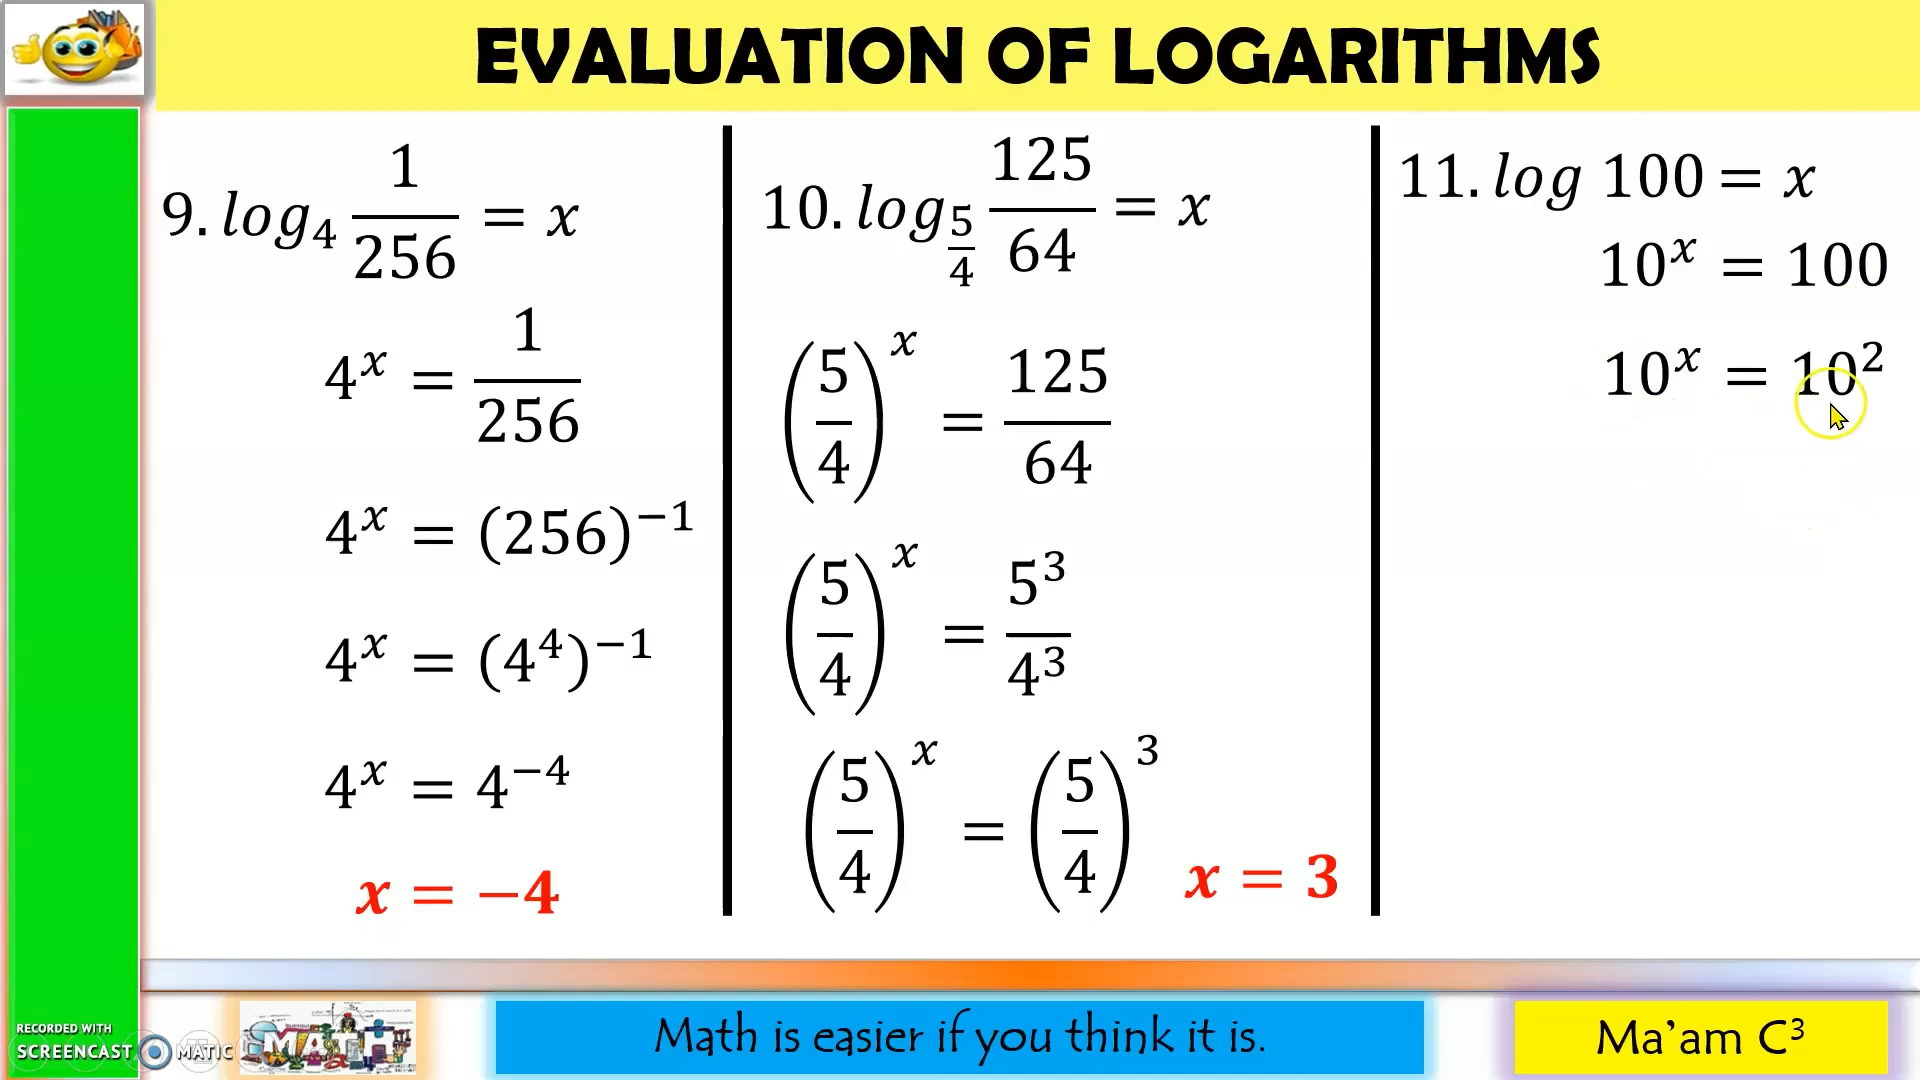 EVALUATION OF LOGARITHMS
9. log₄ 1/256 = x
4ˣ = 1/256
4ˣ = (256)⁻¹
4ˣ = (4⁴)⁻¹
4ˣ = 4⁻⁴
x = −4
10. log_(5/4) 125/64 = x
(5/4)ˣ = 125/64
(5/4)ˣ = 5³/4³
(5/4)ˣ = (5/4)³
x = 3
11. log 100 = x
10ˣ = 100
10ˣ = 10²
RECORDED WITH
SCREENCAST MATIC
MATH
Math is easier if you think it is.
Ma'am C³